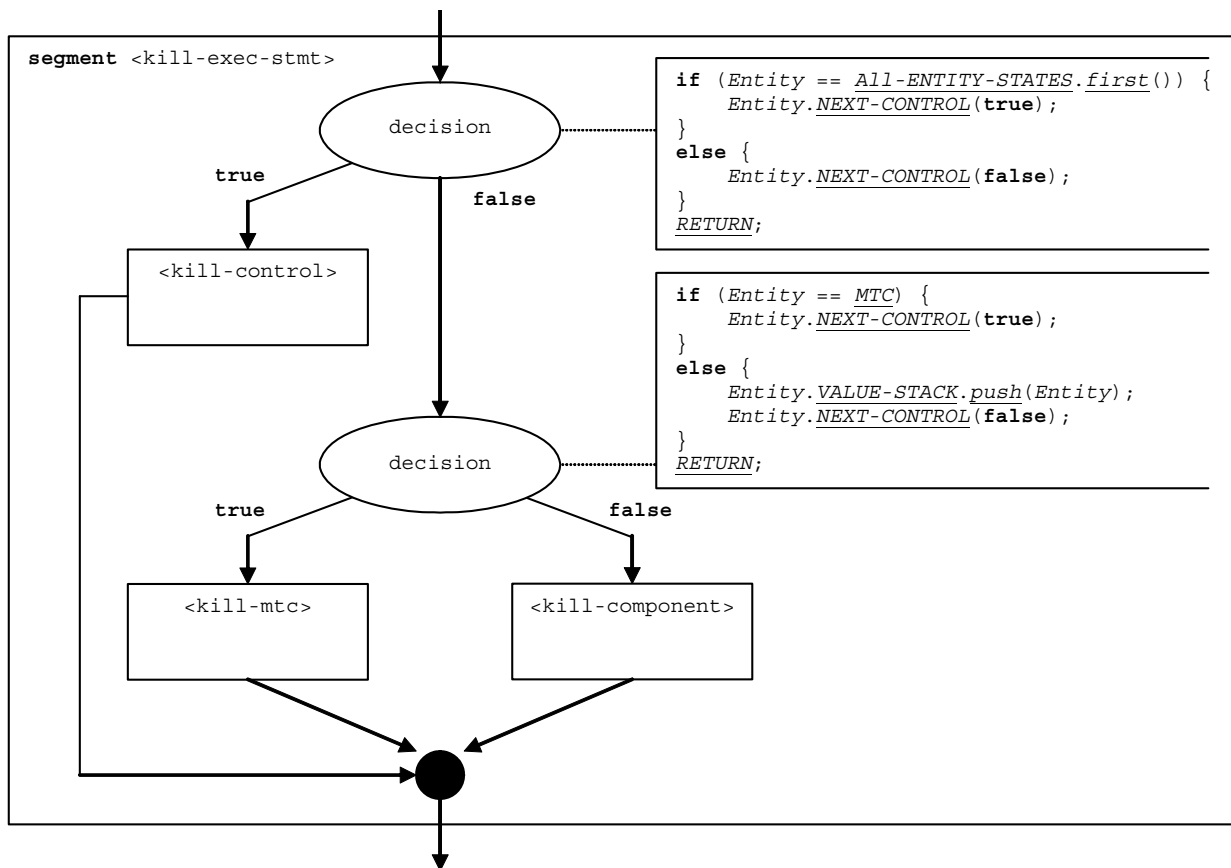 segment <kill-exec-stmt>
decision
if (Entity == All-ENTITY-STATES.first()) {
Entity.NEXT-CONTROL(true);
}
else {
Entity.NEXT-CONTROL(false);
}
RETURN;
true
false
<kill-control>
if (Entity == MTC) {
Entity.NEXT-CONTROL(true);
}
else {
Entity.VALUE-STACK.push(Entity);
Entity.NEXT-CONTROL(false);
}
RETURN;
decision
true
false
<kill-mtc>
<kill-component>